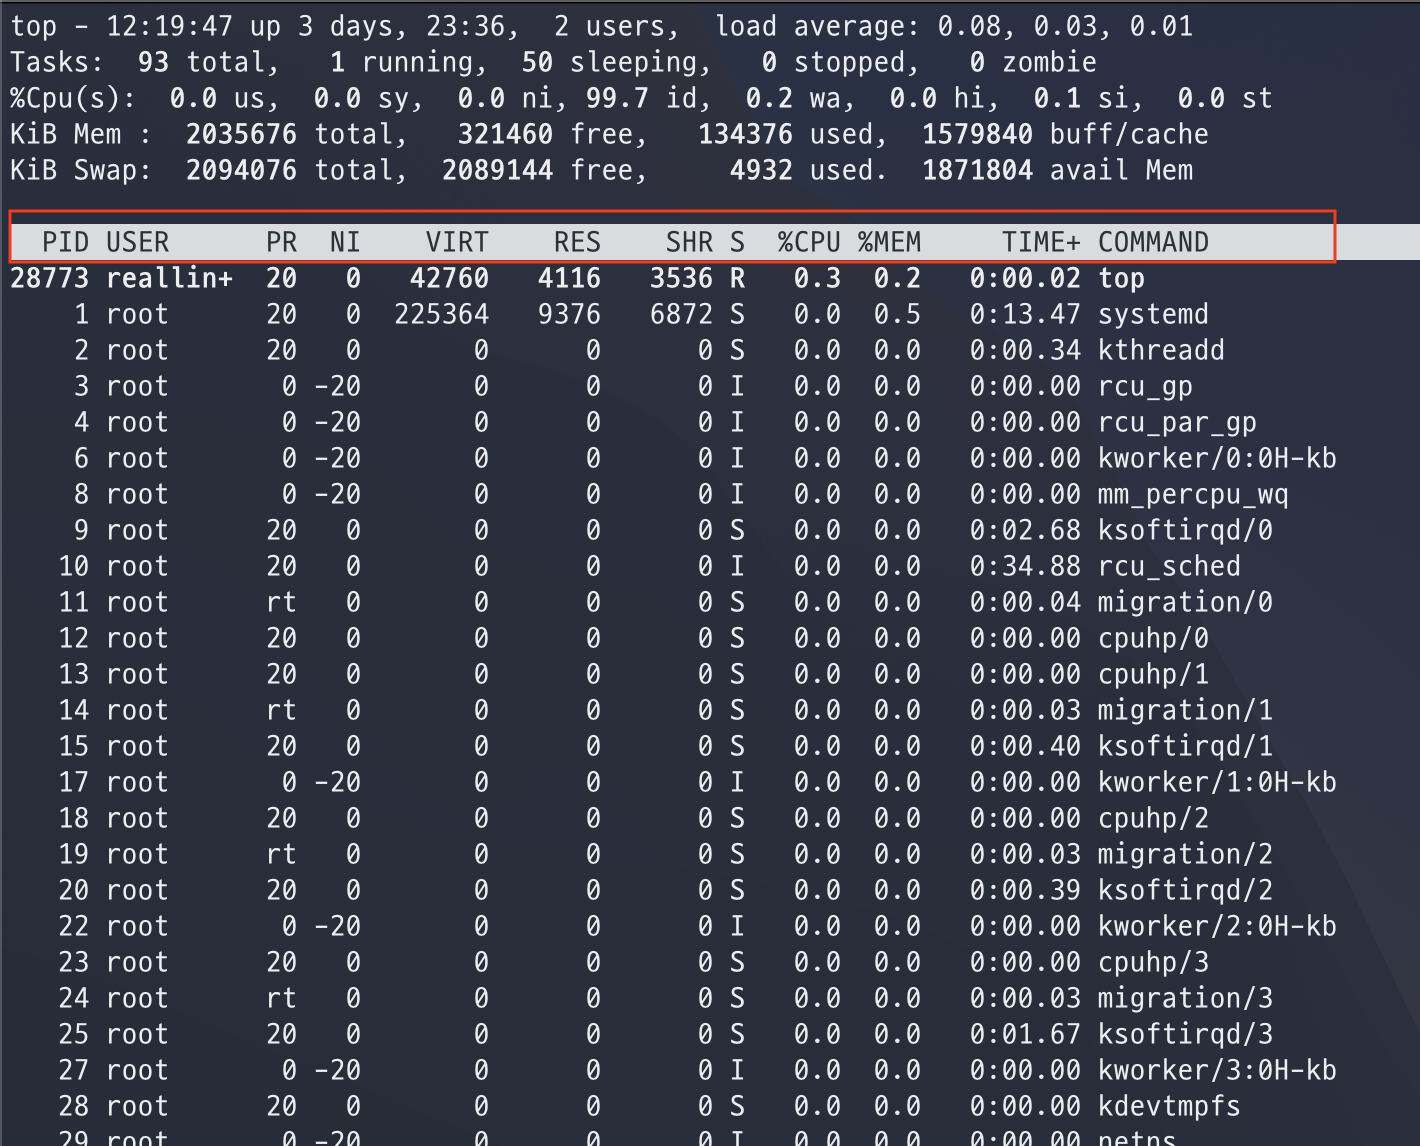 top - 12:19:47 up 3 days, 23:36,  2 users,  load average: 0.08, 0.03, 0.01
Tasks:  93 total,   1 running,  50 sleeping,   0 stopped,   0 zombie
%Cpu(s):  0.0 us,  0.0 sy,  0.0 ni, 99.7 id,  0.2 wa,  0.0 hi,  0.1 si,  0.0 st
KiB Mem :  2035676 total,   321460 free,   134376 used,  1579840 buff/cache
KiB Swap:  2094076 total,  2089144 free,     4932 used.  1871804 avail Mem
PID USER PR NI VIRT RES SHR S %CPU %MEM TIME+ COMMAND
28773 reallin+ 20 0 42760 4116 3536 R 0.3 0.2 0:00.02 top
1 root 20 0 225364 9376 6872 S 0.0 0.5 0:13.47 systemd
2 root 20 0 0 0 0 S 0.0 0.0 0:00.34 kthreadd
3 root 0 -20 0 0 0 I 0.0 0.0 0:00.00 rcu_gp
4 root 0 -20 0 0 0 I 0.0 0.0 0:00.00 rcu_par_gp
6 root 0 -20 0 0 0 I 0.0 0.0 0:00.00 kworker/0:0H-kb
8 root 0 -20 0 0 0 I 0.0 0.0 0:00.00 mm_percpu_wq
9 root 20 0 0 0 0 S 0.0 0.0 0:02.68 ksoftirqd/0
10 root 20 0 0 0 0 I 0.0 0.0 0:34.88 rcu_sched
11 root rt 0 0 0 0 S 0.0 0.0 0:00.04 migration/0
12 root 20 0 0 0 0 S 0.0 0.0 0:00.00 cpuhp/0
13 root 20 0 0 0 0 S 0.0 0.0 0:00.00 cpuhp/1
14 root rt 0 0 0 0 S 0.0 0.0 0:00.03 migration/1
15 root 20 0 0 0 0 S 0.0 0.0 0:00.40 ksoftirqd/1
17 root 0 -20 0 0 0 I 0.0 0.0 0:00.00 kworker/1:0H-kb
18 root 20 0 0 0 0 S 0.0 0.0 0:00.00 cpuhp/2
19 root rt 0 0 0 0 S 0.0 0.0 0:00.03 migration/2
20 root 20 0 0 0 0 S 0.0 0.0 0:00.39 ksoftirqd/2
22 root 0 -20 0 0 0 I 0.0 0.0 0:00.00 kworker/2:0H-kb
23 root 20 0 0 0 0 S 0.0 0.0 0:00.00 cpuhp/3
24 root rt 0 0 0 0 S 0.0 0.0 0:00.03 migration/3
25 root 20 0 0 0 0 S 0.0 0.0 0:01.67 ksoftirqd/3
27 root 0 -20 0 0 0 I 0.0 0.0 0:00.00 kworker/3:0H-kb
28 root 20 0 0 0 0 S 0.0 0.0 0:00.00 kdevtmpfs
29 root 0 -20 0 0 0 I 0.0 0.0 0:00.00 netns